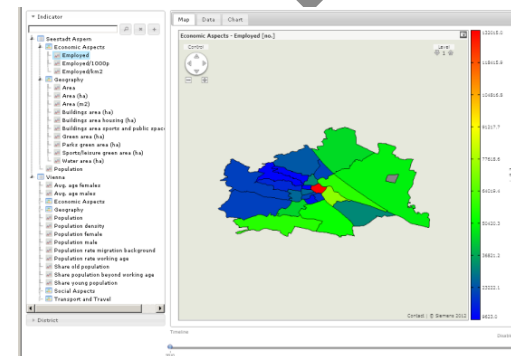 Indicator
Seestadt Aspern
Economic Aspects
Employed
Employed/1000p
Employed/km2
Geography
Area
Area (ha)
Area (m2)
Buildings area (ha)
Buildings area housing (ha)
Buildings area sports and public spac
Green area (ha)
Parks green area (ha)
Sports/leisure green area (ha)
Water area (ha)
Population
Vienna
Avg. age females
Avg. age males
Economic Aspects
Geography
Population
Population density
Population female
Population male
Population rate migration background
Population rate working age
Share old population
Share population beyond working age
Share young population
Social Aspects
Transport and Travel
District
Map Data Chart
Economic Aspects - Employed [no.]
Control
Level
1
Contact | © Siemens 2012
Timeline